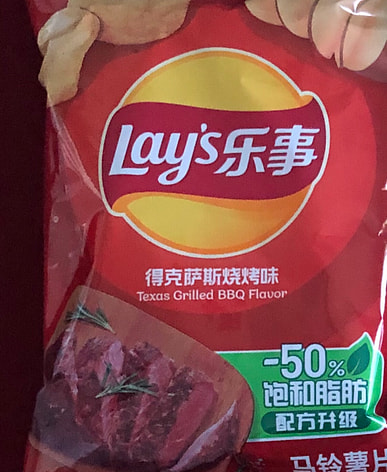 Lay's乐事
得克萨斯烧烤味
Texas Grilled BBQ Flavor
-50%
饱和脂肪
配方升级
马铃薯片